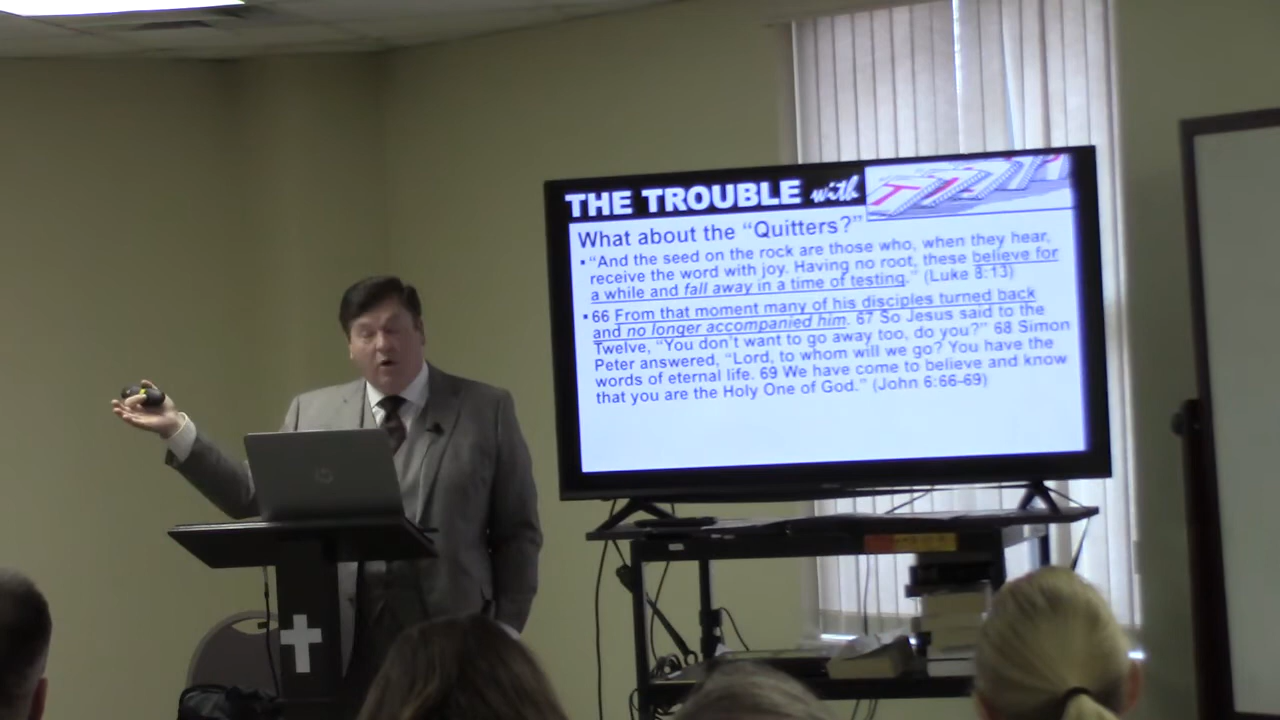 THE TROUBLE with
What about the “Quitters?”
▪ “And the seed on the rock are those who, when they hear,
receive the word with joy. Having no root, these believe for
a while and fall away in a time of testing.” (Luke 8:13)
▪ 66 From that moment many of his disciples turned back
and no longer accompanied him. 67 So Jesus said to the
Twelve, “You don’t want to go away too, do you?” 68 Simon
Peter answered, “Lord, to whom will we go? You have the
words of eternal life. 69 We have come to believe and know
that you are the Holy One of God.” (John 6:66-69)
hp